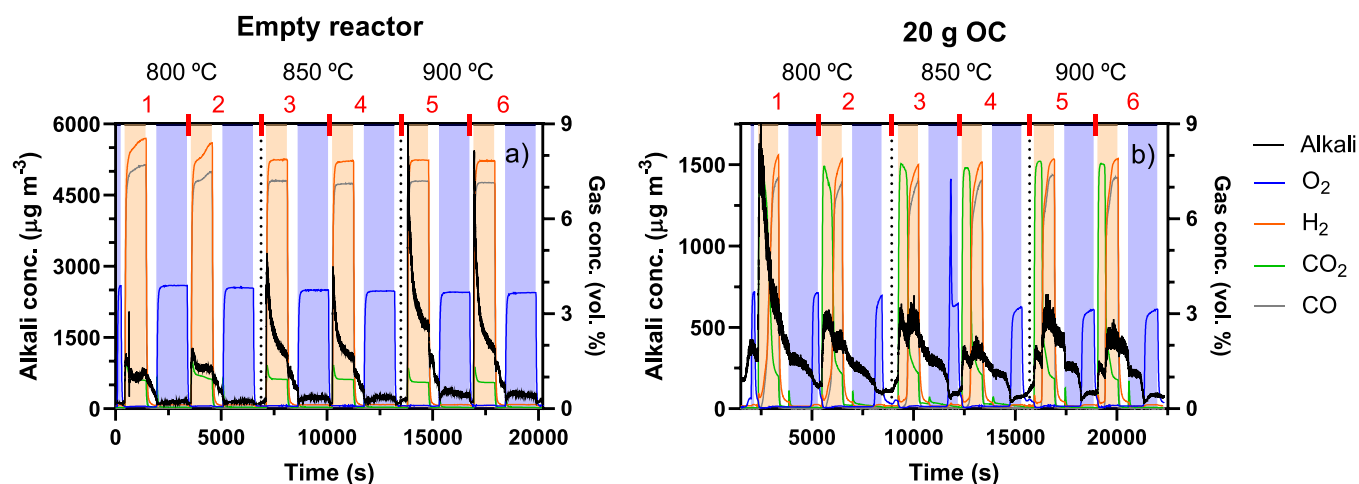 Empty reactor
20 g OC
800 ºC 850 ºC 900 ºC
800 ºC 850 ºC 900 ºC
1 2 3 4 5 6
1 2 3 4 5 6
a)
b)
Alkali conc. (µg m⁻³)
6000
4500
3000
1500
0
9
6
3
0
Gas conc. (vol. %)
0 5000 10000 15000 20000
Time (s)
Alkali conc. (µg m⁻³)
1500
1000
500
0
9
6
3
0
Gas conc. (vol. %)
5000 10000 15000 20000
Time (s)
Alkali
O₂
H₂
CO₂
CO